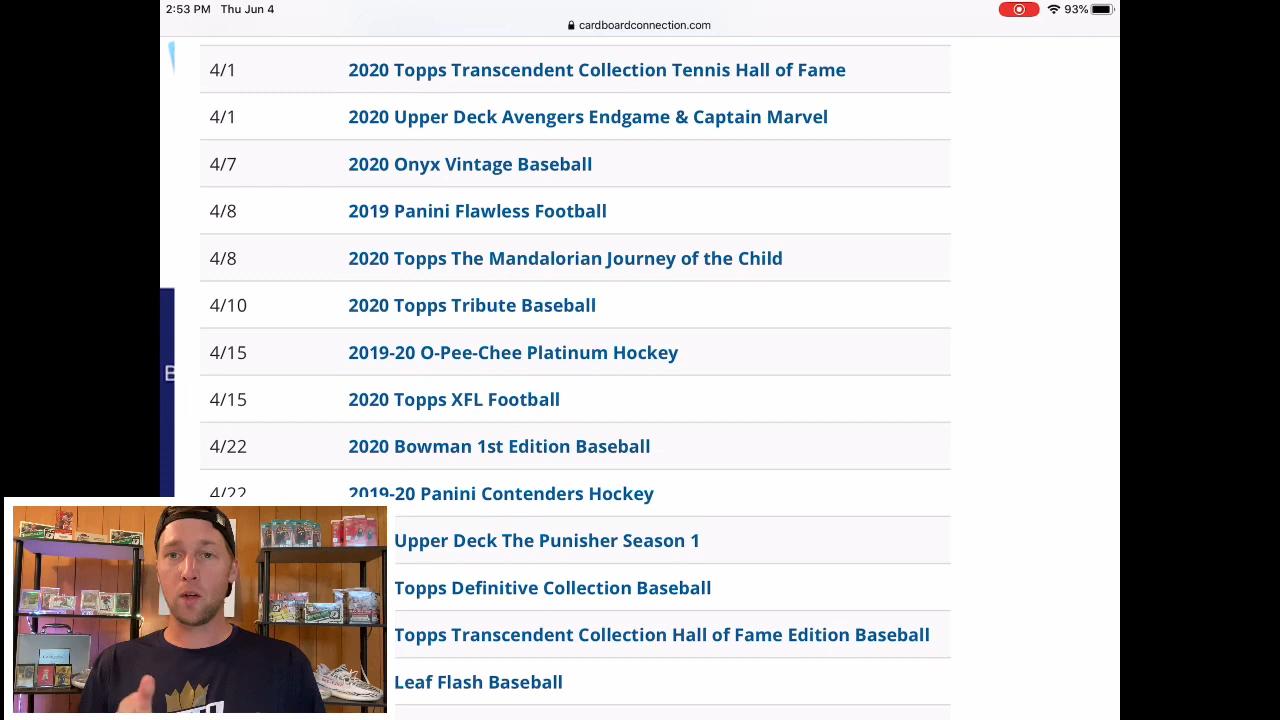 2:53 PM Thu Jun 4
93%
cardboardconnection.com
4/1 2020 Topps Transcendent Collection Tennis Hall of Fame
4/1 2020 Upper Deck Avengers Endgame & Captain Marvel
4/7 2020 Onyx Vintage Baseball
4/8 2019 Panini Flawless Football
4/8 2020 Topps The Mandalorian Journey of the Child
4/10 2020 Topps Tribute Baseball
4/15 2019-20 O-Pee-Chee Platinum Hockey
B
4/15 2020 Topps XFL Football
4/22 2020 Bowman 1st Edition Baseball
4/22 2019-20 Panini Contenders Hockey
Upper Deck The Punisher Season 1
Topps Definitive Collection Baseball
Topps Transcendent Collection Hall of Fame Edition Baseball
Leaf Flash Baseball